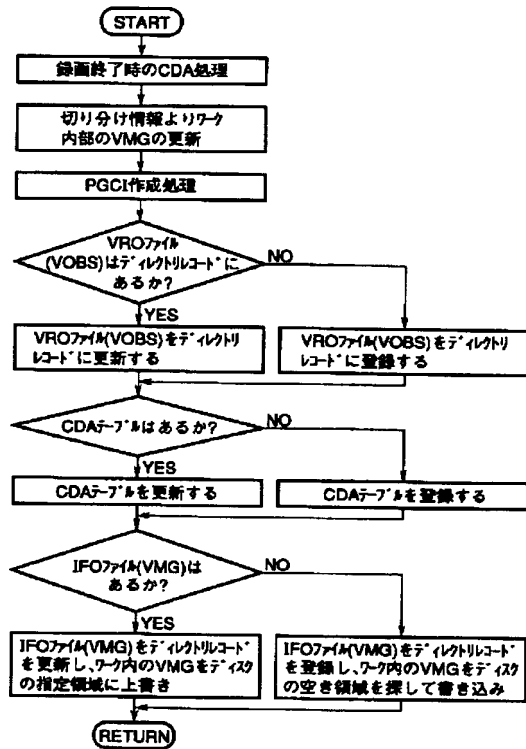 START
録画終了時のCDA処理
切り分け情報よりワーク
内部のVMGの更新
PGCI作成処理
VROファイル
(VOBS)はディレクトリレコードに
あるか?
NO
YES
VROファイル(VOBS)をディレクトリ
レコードに更新する
VROファイル(VOBS)をディレクトリ
レコードに登録する
CDAテーブルはあるか?
NO
YES
CDAテーブルを更新する
CDAテーブルを登録する
IFOファイル(VMG)は
あるか?
NO
YES
IFOファイル(VMG)をディレクトリレコード
を更新し、ワーク内のVMGをディスク
の指定領域に上書き
IFOファイル(VMG)をディレクトリレコード
を登録し、ワーク内のVMGをディスク
の空き領域を探して書き込み
RETURN